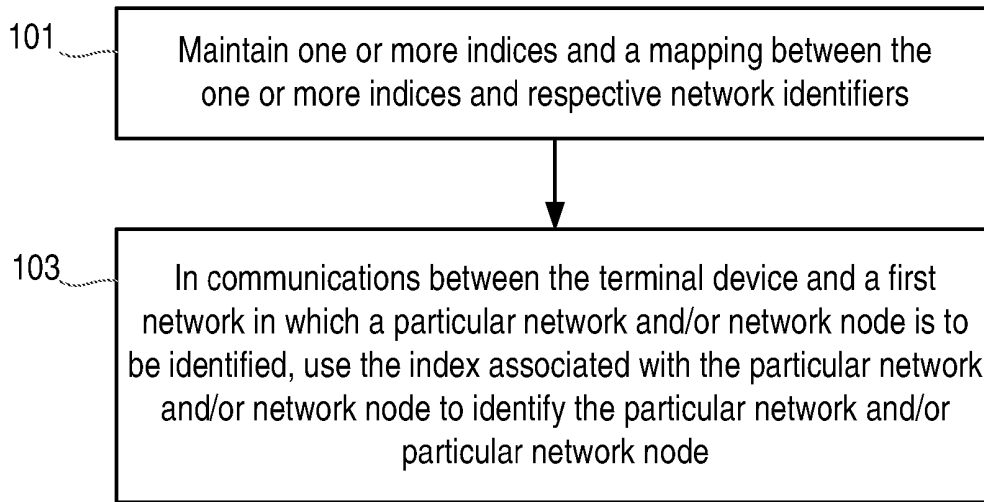 101
Maintain one or more indices and a mapping between the
one or more indices and respective network identifiers
103
In communications between the terminal device and a first
network in which a particular network and/or network node is to
be identified, use the index associated with the particular network
and/or network node to identify the particular network and/or
particular network node